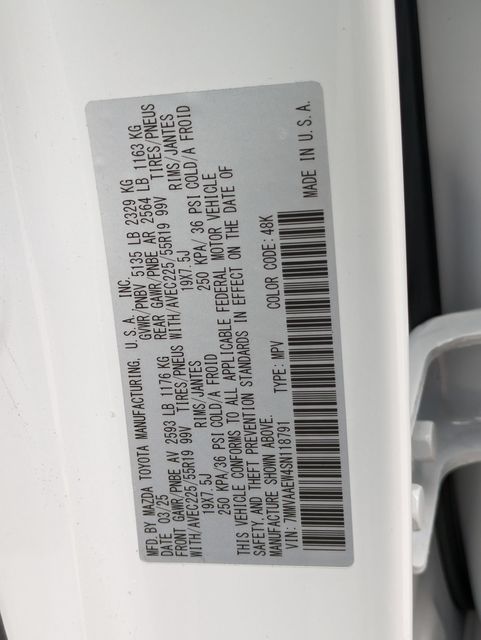 MFD. BY MAZDA TOYOTA MANUFACTURING, U.S.A. INC.
DATE 03/25 GVWR/PNBV 5135 LB 2329 KG
FRONT GAWR/PNBE AV 2593 LB 1176 KG REAR GAWR/PNBE AR 2564 LB 1163 KG
WITH/AVEC225/55R19 99V TIRES/PNEUS WITH/AVEC225/55R19 99V TIRES/PNEUS
19X7.5J RIMS/JANTES 19X7.5J RIMS/JANTES
250 KPA/36 PSI COLD/A FROID 250 KPA/ 36 PSI COLD/A FROID
THIS VEHICLE CONFORMS TO ALL APPLICABLE FEDERAL MOTOR VEHICLE
SAFETY, AND THEFT PREVENTION STANDARDS IN EFFECT ON THE DATE OF
MANUFACTURE SHOWN ABOVE.
VIN: 7MMVAAEW4SN118791 TYPE: MPV COLOR CODE: 48K
MADE IN U.S.A.